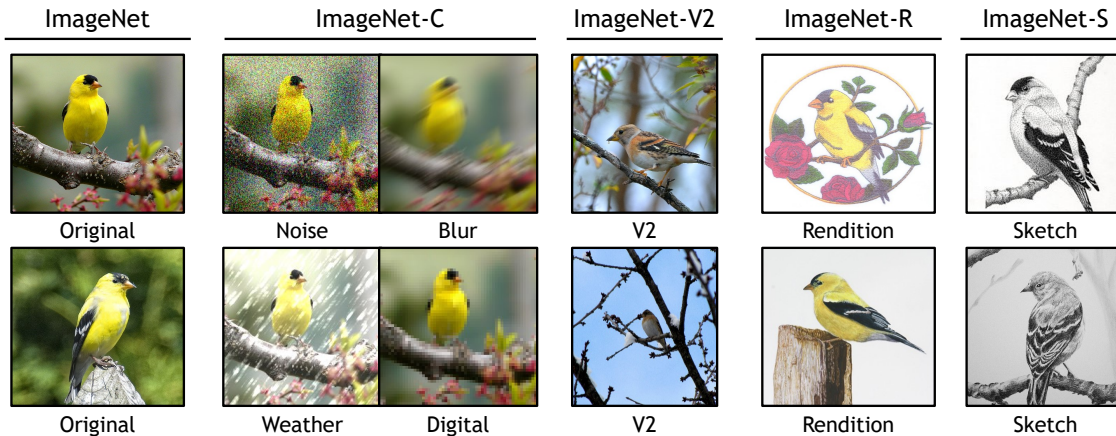 ImageNet ImageNet-C ImageNet-V2 ImageNet-R ImageNet-S
Original Noise Blur V2 Rendition Sketch
Original Weather Digital V2 Rendition Sketch